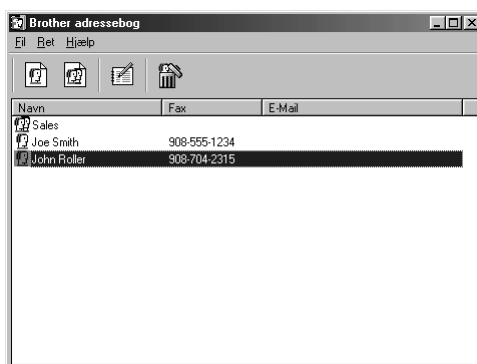 Brother adressebog
Fil Ret Hjælp
Navn Fax E-Mail
Sales
Joe Smith 908-555-1234
John Roller 908-704-2315